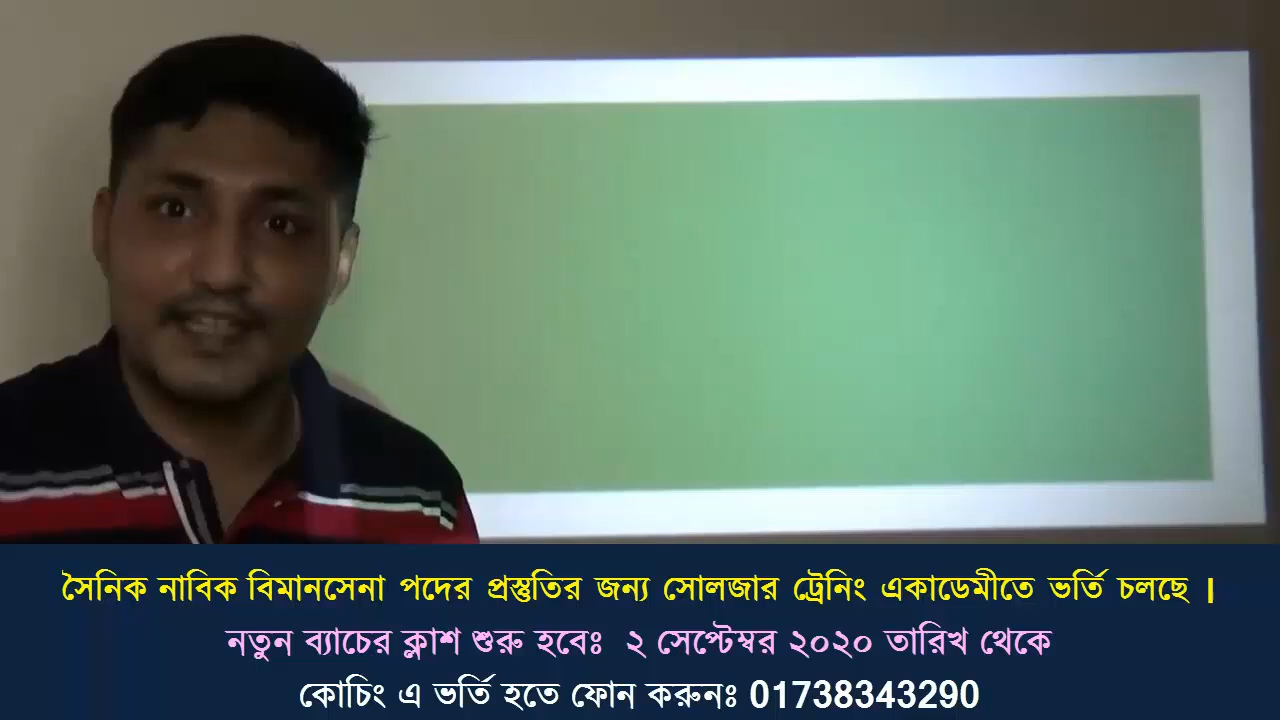 সৈনিক নাবিক বিমানসেনা পদের প্রস্তুতির জন্য সোলজার ট্রেনিং একাডেমীতে ভর্তি চলছে ।
নতুন ব্যাচের ক্লাশ শুরু হবেঃ ২ সেপ্টেম্বর ২০২০ তারিখ থেকে
কোচিং এ ভর্তি হতে ফোন করুনঃ 01738343290